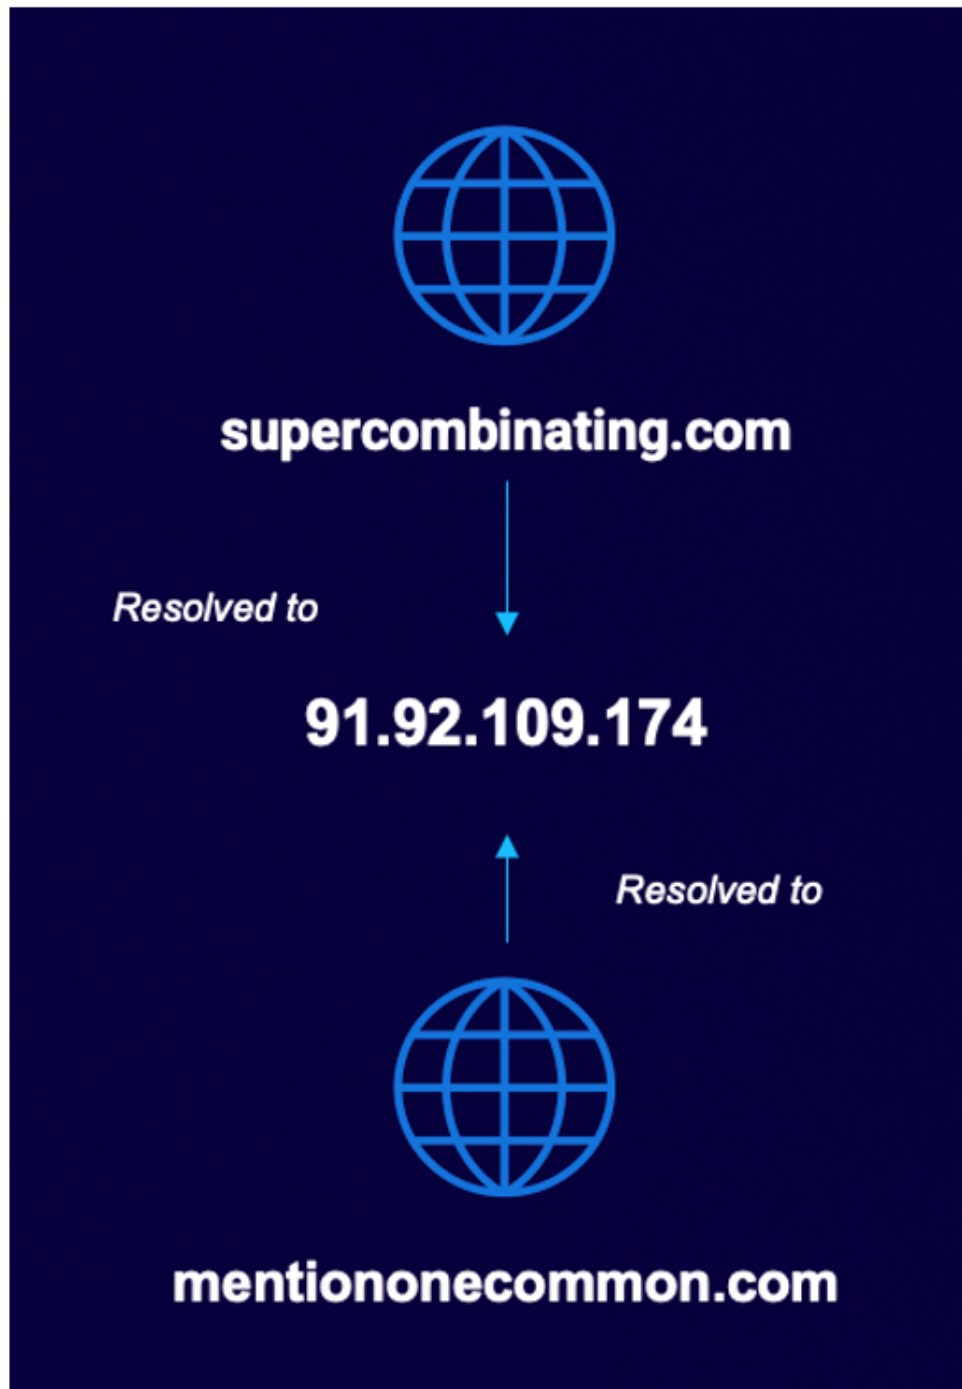 supercombinating.com
Resolved to
91.92.109.174
Resolved to
mentiononecommon.com